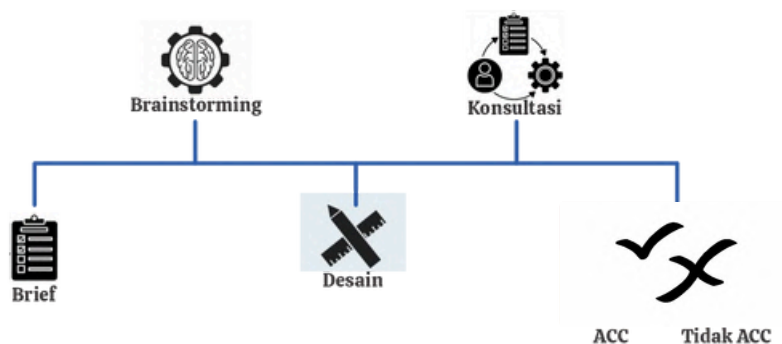 Brainstorming
Konsultasi
Brief
Desain
ACC
Tidak ACC